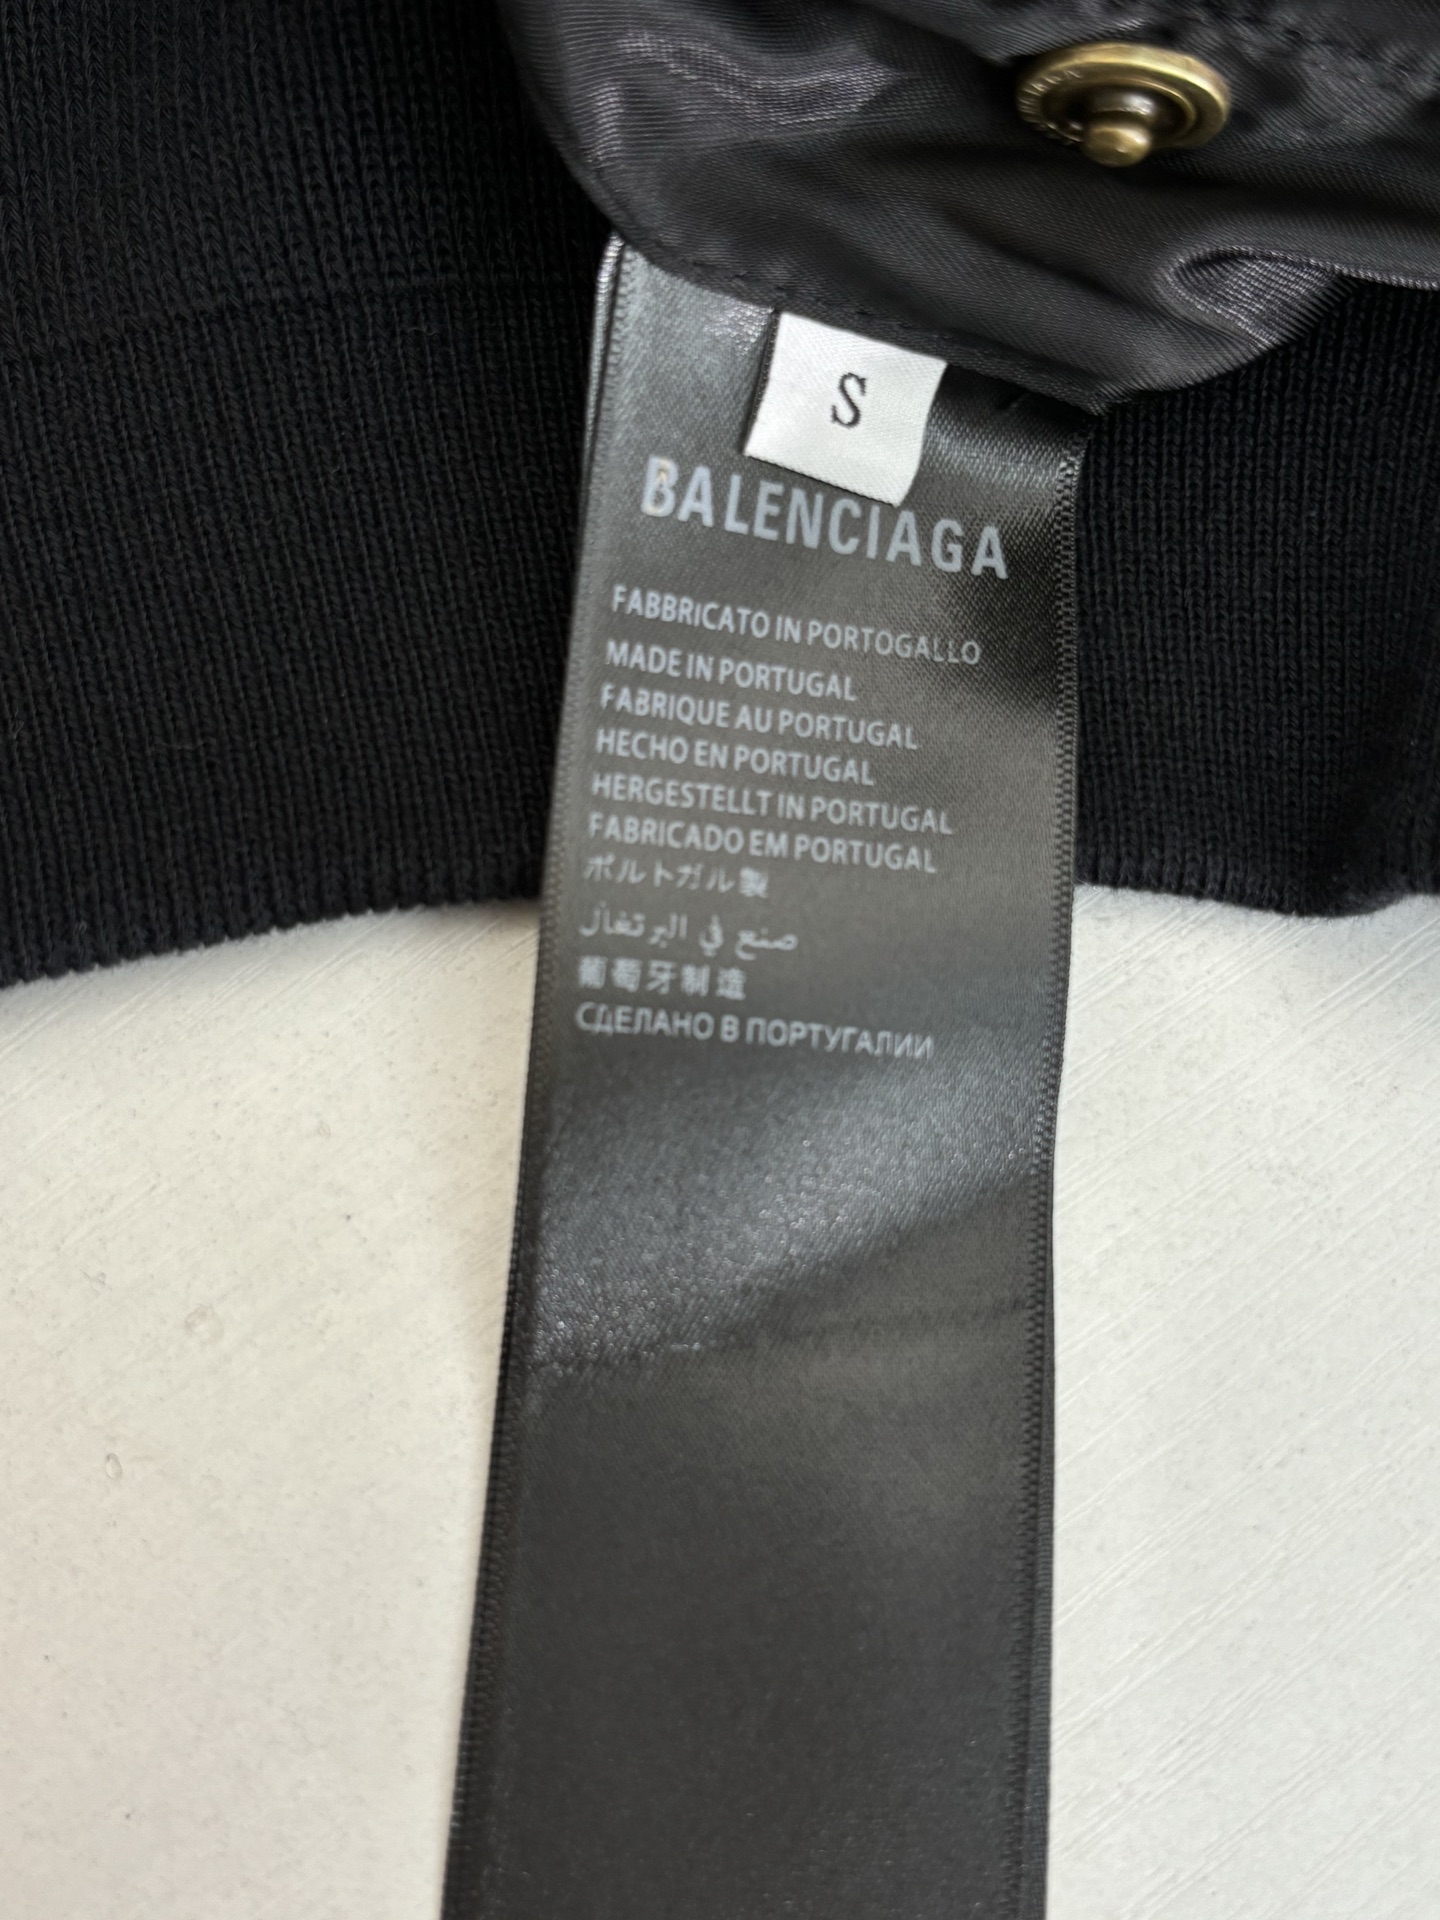 S
BALENCIAGA
FABBRICATO IN PORTOGALLO
MADE IN PORTUGAL
FABRIQUE AU PORTUGAL
HECHO EN PORTUGAL
HERGESTELLT IN PORTUGAL
FABRICADO EM PORTUGAL
ポルトガル製
صنع في البرتغال
葡萄牙制造
СДЕЛАНО В ПОРТУГАЛИИ